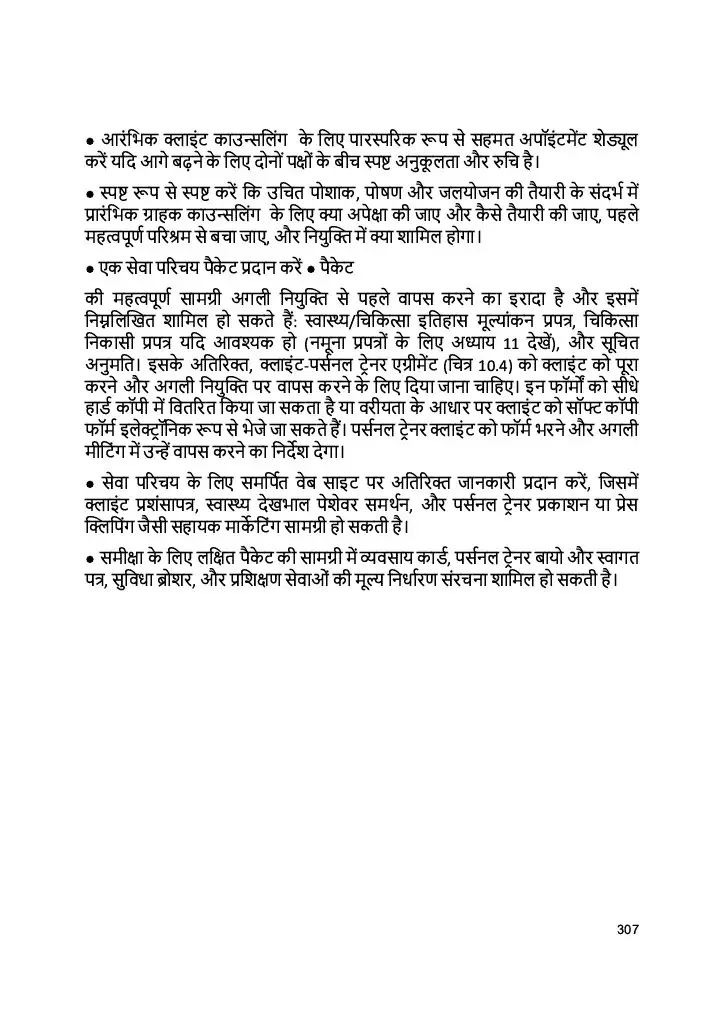 ● आरंभिक क्लाइंट काउन्सलिंग के लिए पारस्परिक रूप से सहमत अपॉइंटमेंट शेड्यूल
करें यदि आगे बढ़ने के लिए दोनों पक्षों के बीच स्पष्ट अनुकूलता और रुचि है।
● स्पष्ट रूप से स्पष्ट करें कि उचित पोशाक, पोषण और जलयोजन की तैयारी के संदर्भ में
प्रारंभिक ग्राहक काउन्सलिंग के लिए क्या अपेक्षा की जाए और कैसे तैयारी की जाए, पहले
महत्वपूर्ण परिश्रम से बचा जाए, और नियुक्ति में क्या शामिल होगा।
● एक सेवा परिचय पैकेट प्रदान करें ● पैकेट
की महत्वपूर्ण सामग्री अगली नियुक्ति से पहले वापस करने का इरादा है और इसमें
निम्नलिखित शामिल हो सकते हैं: स्वास्थ्य/चिकित्सा इतिहास मूल्यांकन प्रपत्र, चिकित्सा
निकासी प्रपत्र यदि आवश्यक हो (नमूना प्रपत्रों के लिए अध्याय 11 देखें), और सूचित
अनुमति। इसके अतिरिक्त, क्लाइंट-पर्सनल ट्रेनर एग्रीमेंट (चित्र 10.4) को क्लाइंट को पूरा
करने और अगली नियुक्ति पर वापस करने के लिए दिया जाना चाहिए। इन फॉर्मों को सीधे
हार्ड कॉपी में वितरित किया जा सकता है या वरीयता के आधार पर क्लाइंट को सॉफ्ट कॉपी
फॉर्म इलेक्ट्रॉनिक रूप से भेजे जा सकते हैं। पर्सनल ट्रेनर क्लाइंट को फॉर्म भरने और अगली
मीटिंग में उन्हें वापस करने का निर्देश देगा।
● सेवा परिचय के लिए समर्पित वेब साइट पर अतिरिक्त जानकारी प्रदान करें, जिसमें
क्लाइंट प्रशंसापत्र, स्वास्थ्य देखभाल पेशेवर समर्थन, और पर्सनल ट्रेनर प्रकाशन या प्रेस
क्लिपिंग जैसी सहायक मार्केटिंग सामग्री हो सकती है।
● समीक्षा के लिए लक्षित पैकेट की सामग्री में व्यवसाय कार्ड, पर्सनल ट्रेनर बायो और स्वागत
पत्र, सुविधा ब्रोशर, और प्रशिक्षण सेवाओं की मूल्य निर्धारण संरचना शामिल हो सकती है।
307